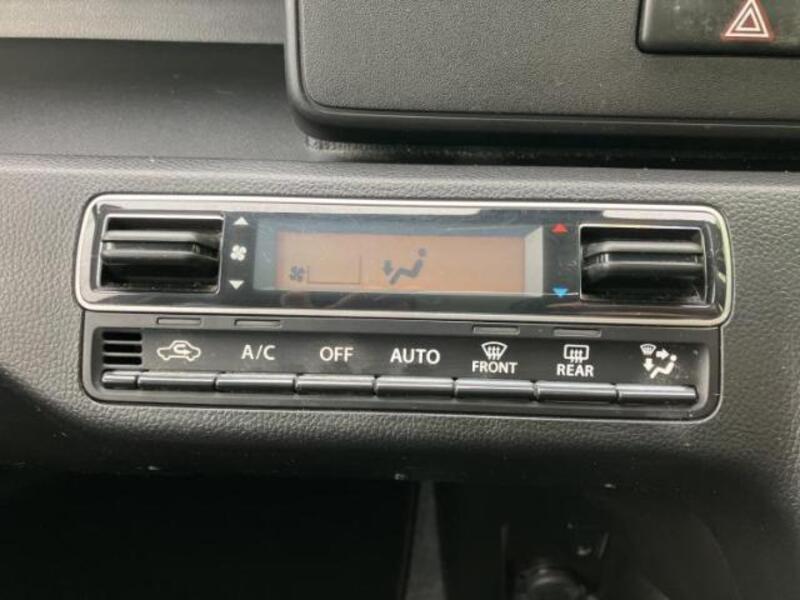 A/C OFF AUTO FRONT REAR